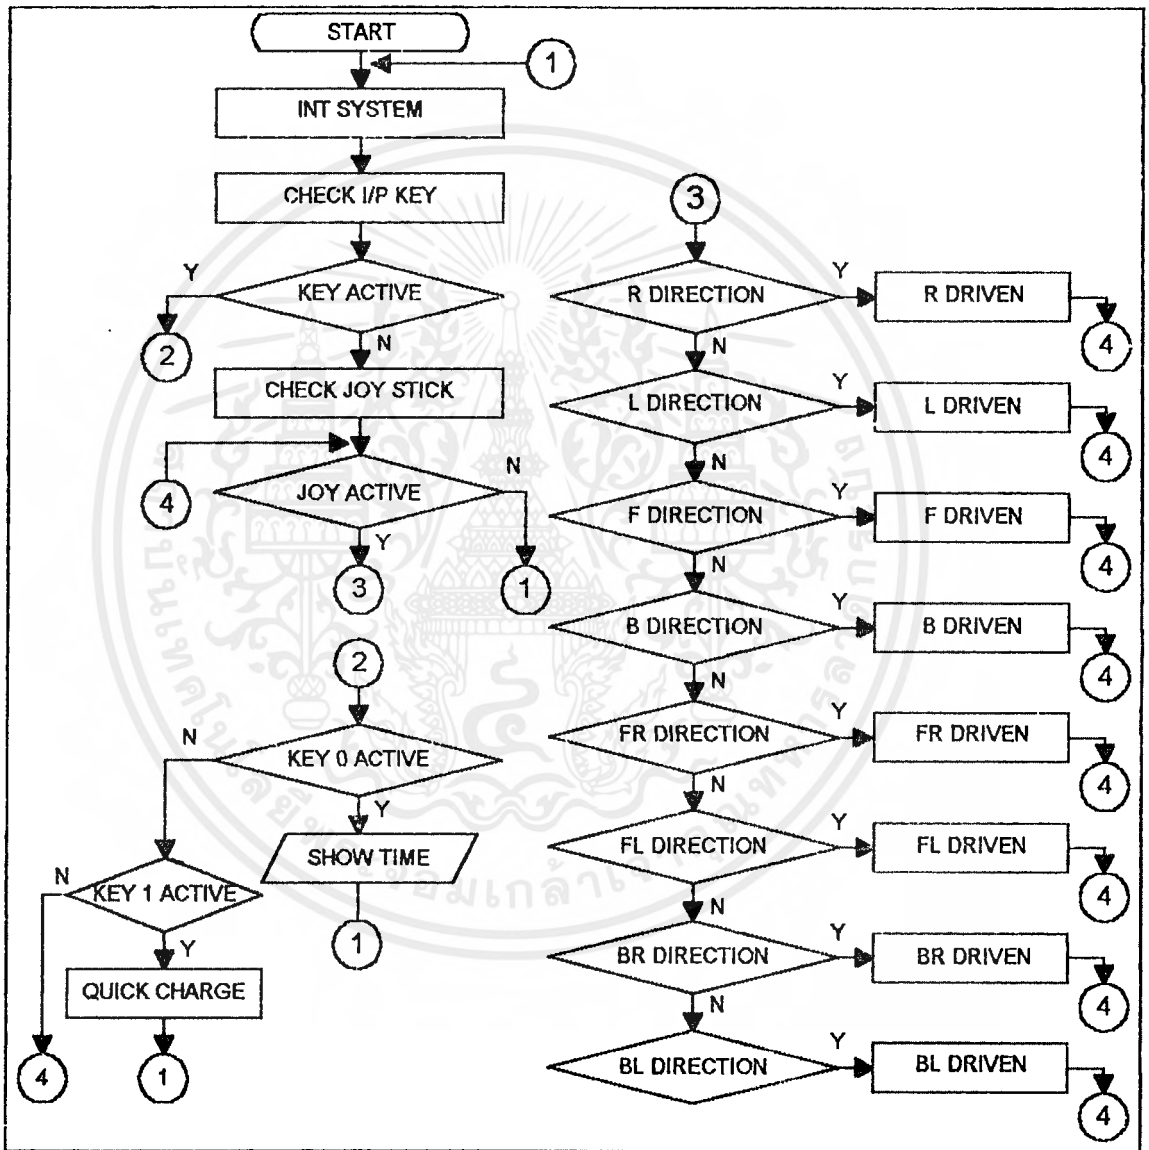 START
1
INT SYSTEM
CHECK I/P KEY
Y
KEY ACTIVE
2
N
CHECK JOY STICK
4
JOY ACTIVE
N
Y
3
1
2
N
KEY 0 ACTIVE
Y
SHOW TIME
1
N
KEY 1 ACTIVE
Y
QUICK CHARGE
4
1
3
R DIRECTION
Y
R DRIVEN
4
N
L DIRECTION
Y
L DRIVEN
4
N
F DIRECTION
Y
F DRIVEN
4
N
B DIRECTION
Y
B DRIVEN
4
N
FR DIRECTION
Y
FR DRIVEN
4
N
FL DIRECTION
Y
FL DRIVEN
4
N
BR DIRECTION
Y
BR DRIVEN
4
N
BL DIRECTION
Y
BL DRIVEN
4